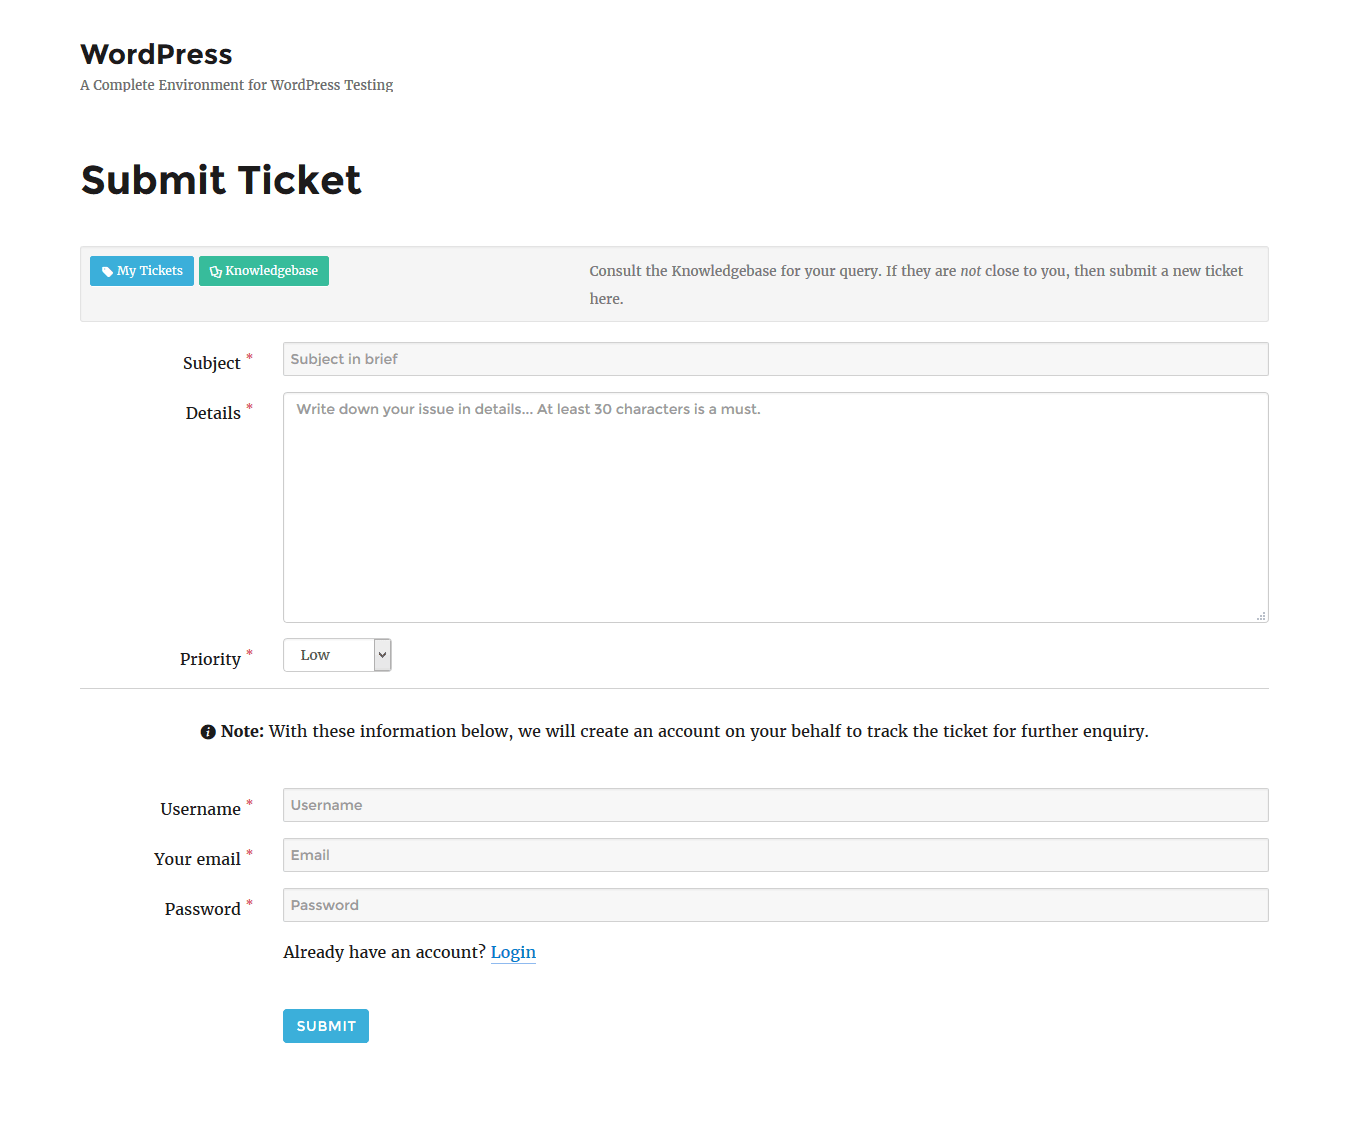 WordPress
A Complete Environment for WordPress Testing
Submit Ticket
My Tickets Knowledgebase
Consult the Knowledgebase for your query. If they are not close to you, then submit a new ticket
here.
Subject * Subject in brief
Details * Write down your issue in details... At least 30 characters is a must.
Priority * Low
Note: With these information below, we will create an account on your behalf to track the ticket for further enquiry.
Username * Username
Your email * Email
Password * Password
Already have an account? Login
SUBMIT